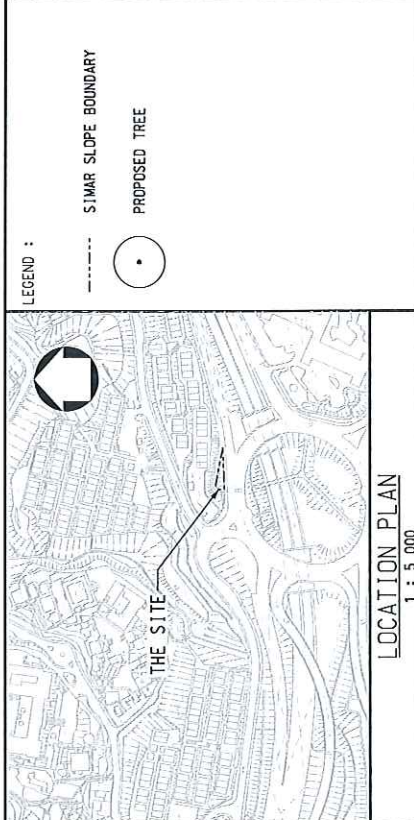 LEGEND :
SIMAR SLOPE BOUNDARY
PROPOSED TREE
THE SITE
LOCATION PLAN
1 : 5 000